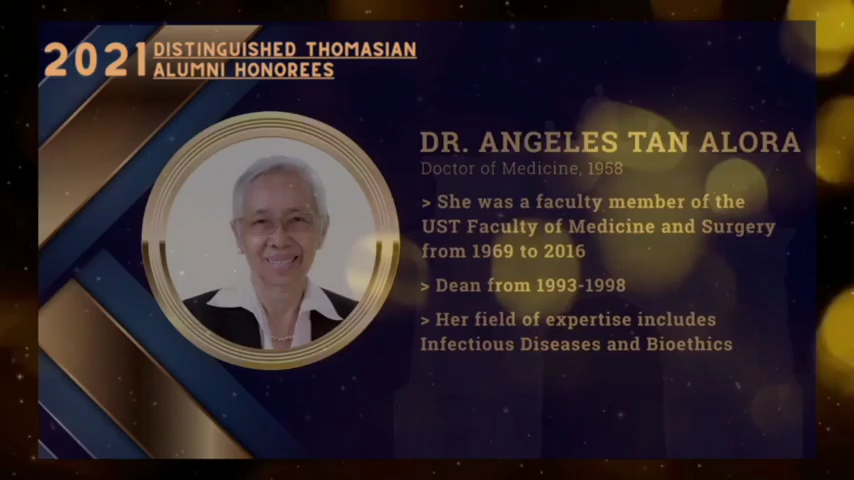 2021 DISTINGUISHED THOMASIAN
ALUMNI HONOREES
DR. ANGELES TAN ALORA
Doctor of Medicine, 1958
> She was a faculty member of the
UST Faculty of Medicine and Surgery
from 1969 to 2016
> Dean from 1993-1998
> Her field of expertise includes
Infectious Diseases and Bioethics